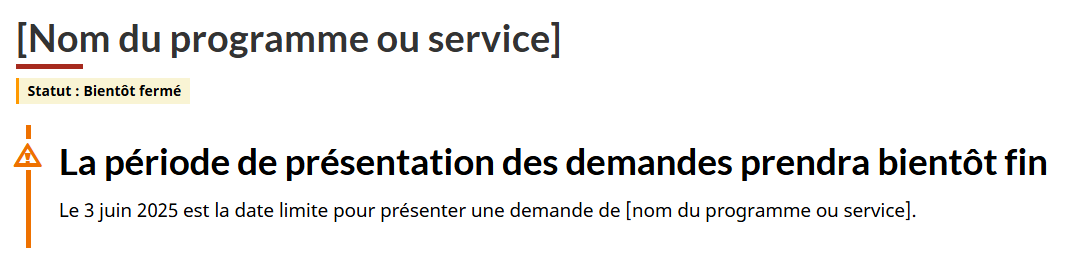 [Nom du programme ou service]
Statut : Bientôt fermé
La période de présentation des demandes prendra bientôt fin
Le 3 juin 2025 est la date limite pour présenter une demande de [nom du programme ou service].